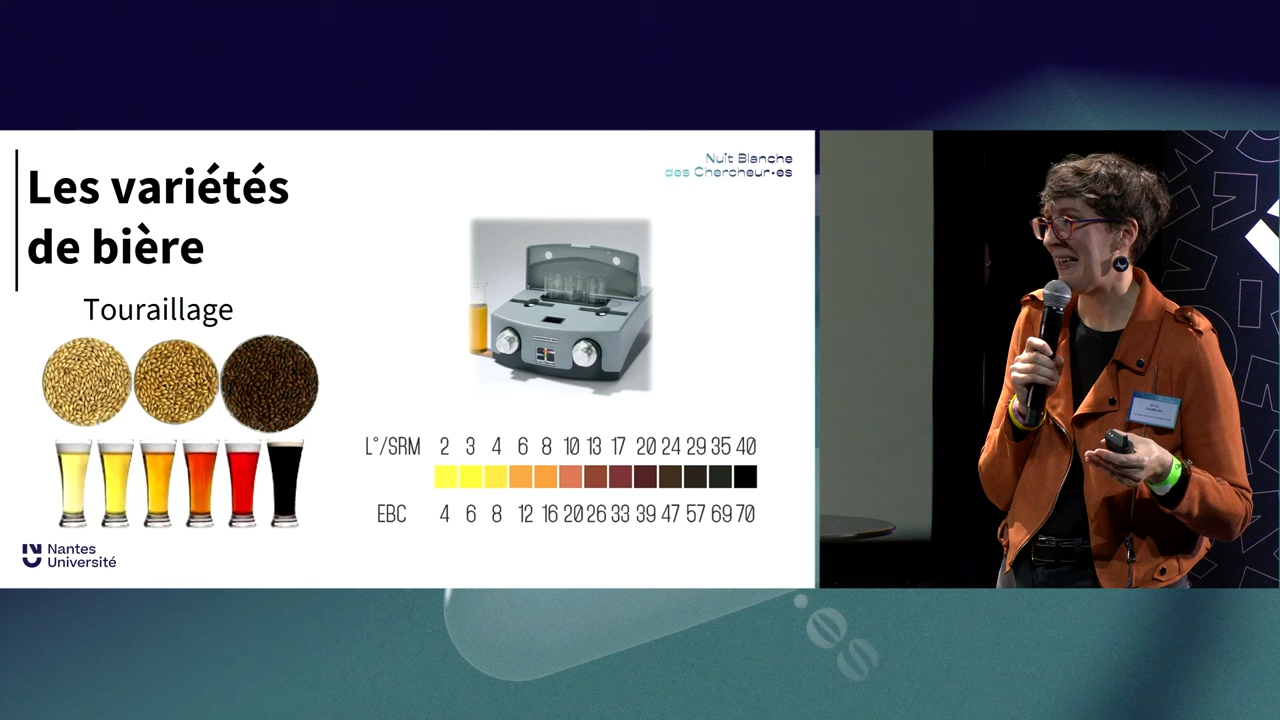 Les variétés
de bière
Nuit Blanche
des Chercheur•es
Touraillage
L°/SRM 2 3 4 6 8 10 13 17 20 24 29 35 40
EBC 4 6 8 12 16 20 26 33 39 47 57 69 70
Nantes
Université
•es